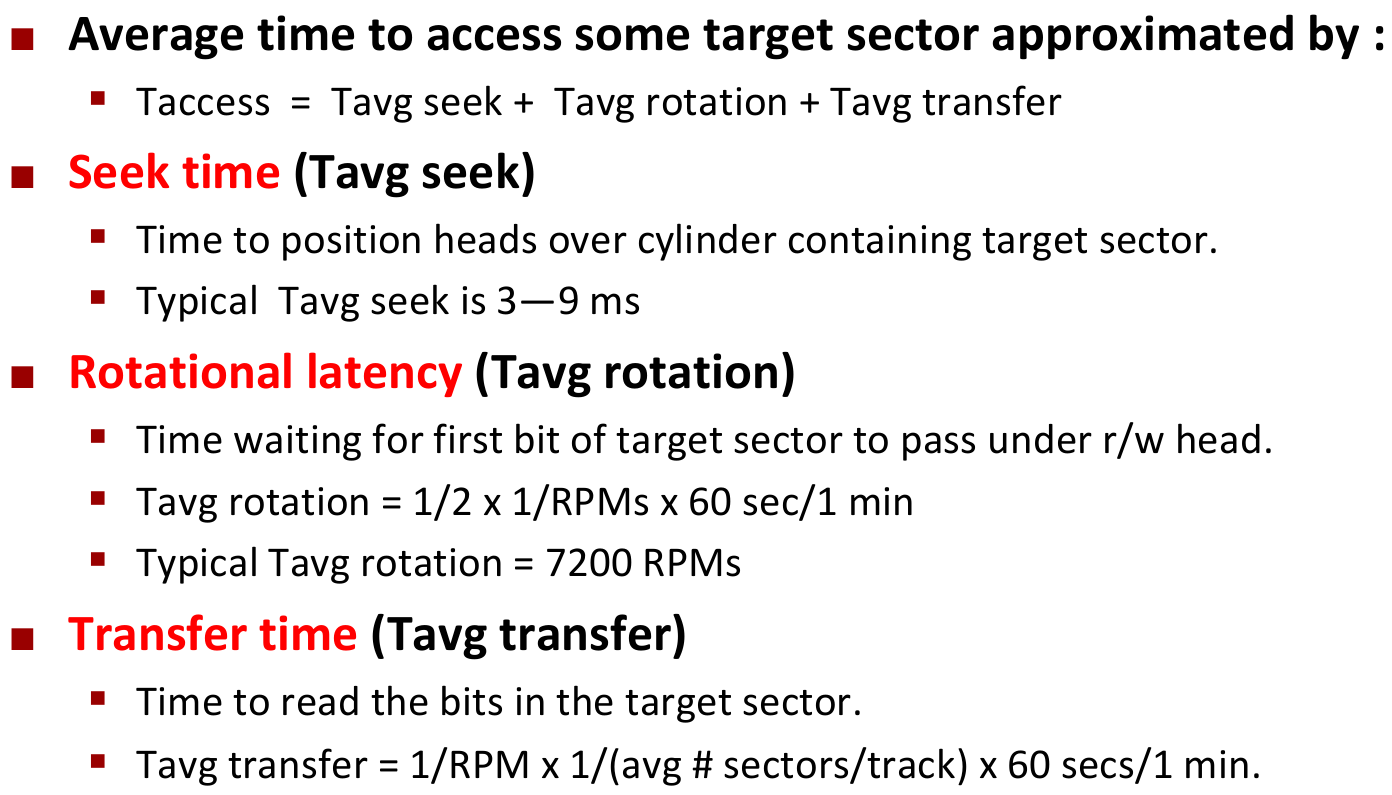 Average time to access some target sector approximated by :
Taccess = Tavg seek + Tavg rotation + Tavg transfer
Seek time (Tavg seek)
Time to position heads over cylinder containing target sector.
Typical Tavg seek is 3—9 ms
Rotational latency (Tavg rotation)
Time waiting for first bit of target sector to pass under r/w head.
Tavg rotation = 1/2 x 1/RPMs x 60 sec/1 min
Typical Tavg rotation = 7200 RPMs
Transfer time (Tavg transfer)
Time to read the bits in the target sector.
Tavg transfer = 1/RPM x 1/(avg # sectors/track) x 60 secs/1 min.